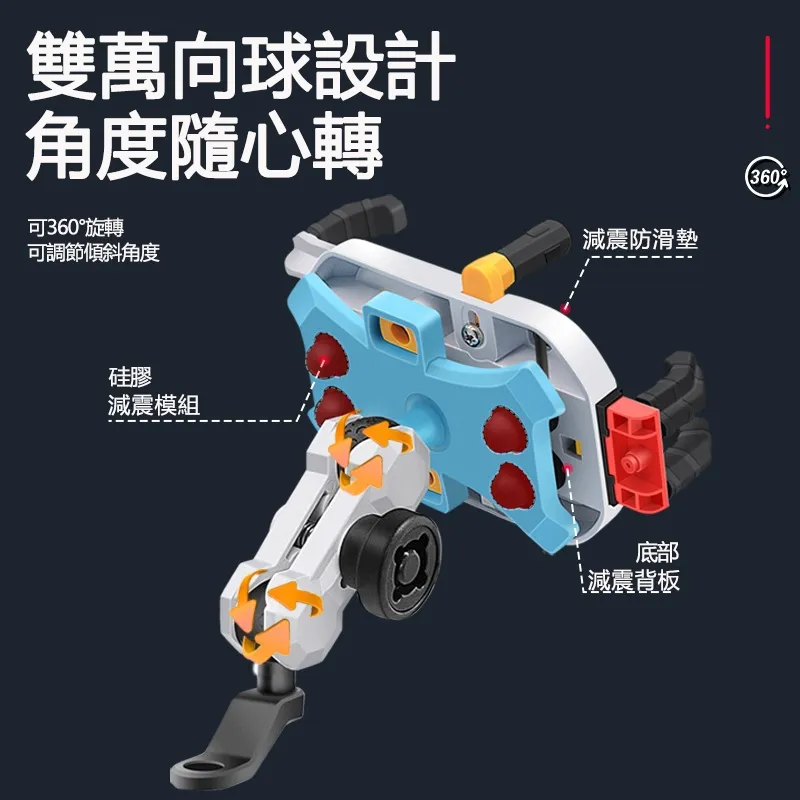 雙萬向球設計
角度隨心轉
360°
可360°旋轉
可調節傾斜角度
減震防滑墊
硅膠
減震模組
底部
減震背板